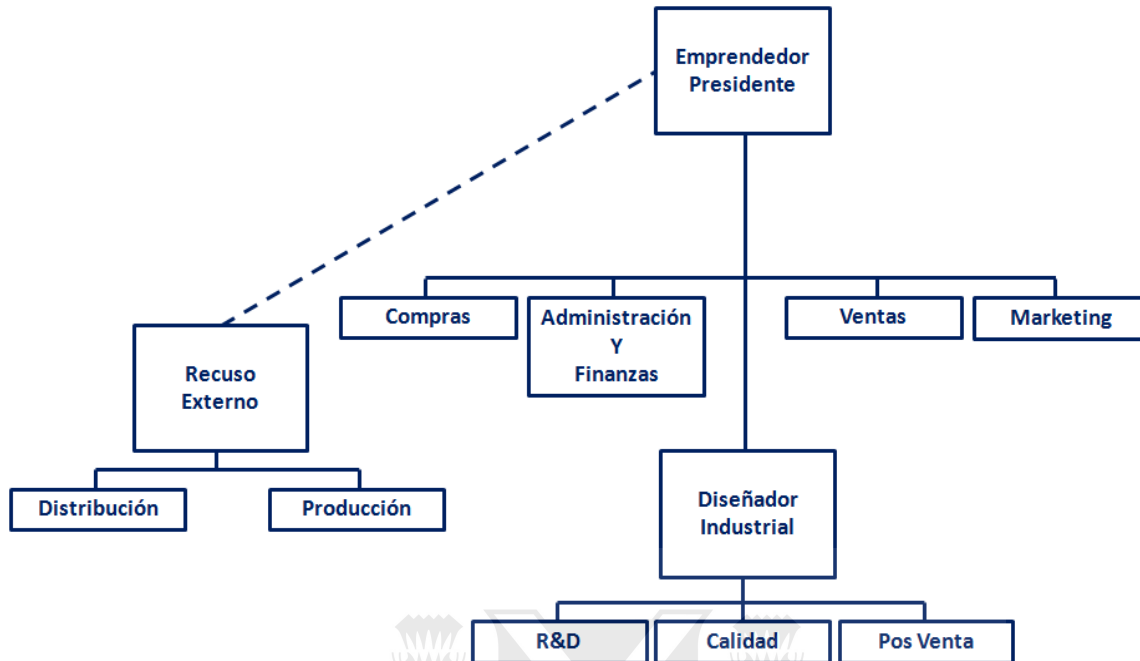 Emprendedor
Presidente
Compras
Administración
Y
Finanzas
Ventas
Marketing
Recuso
Externo
Distribución
Producción
Diseñador
Industrial
R&D
Calidad
Pos Venta